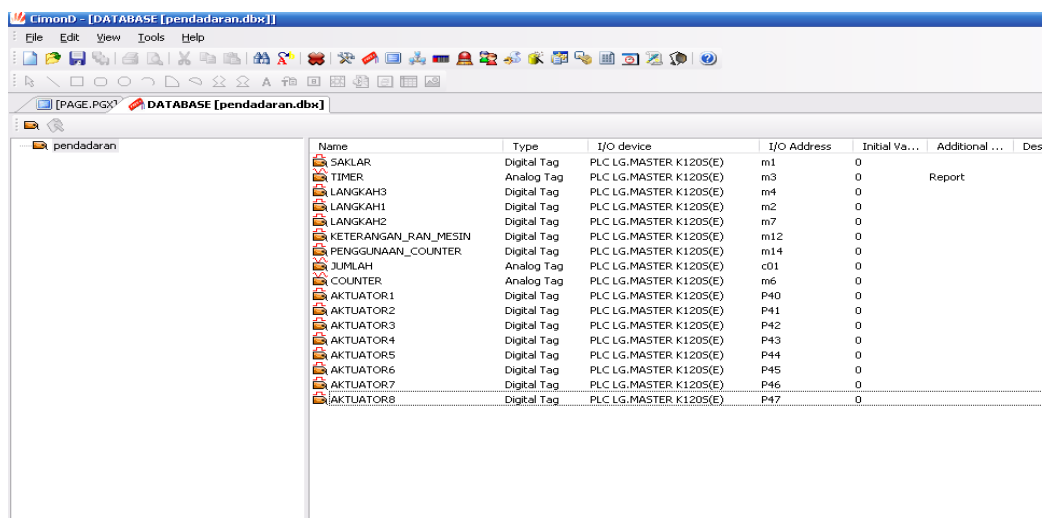 CimonD - [DATABASE [pendadaran.dbx]]
File Edit View Tools Help
[PAGE.PGX] DATABASE [pendadaran.dbx]
pendadaran
Name Type I/O device I/O Address Initial Va... Additional ... Des
SAKLAR Digital Tag PLC LG.MASTER K120S(E) m1 0
TIMER Analog Tag PLC LG.MASTER K120S(E) m3 0 Report
LANGKAH3 Digital Tag PLC LG.MASTER K120S(E) m4 0
LANGKAH1 Digital Tag PLC LG.MASTER K120S(E) m2 0
LANGKAH2 Digital Tag PLC LG.MASTER K120S(E) m7 0
KETERANGAN_RAN_MESIN Digital Tag PLC LG.MASTER K120S(E) m12 0
PENGGUNAAN_COUNTER Digital Tag PLC LG.MASTER K120S(E) m14 0
JUMLAH Analog Tag PLC LG.MASTER K120S(E) c01 0
COUNTER Analog Tag PLC LG.MASTER K120S(E) m6 0
AKTUATOR1 Digital Tag PLC LG.MASTER K120S(E) P40 0
AKTUATOR2 Digital Tag PLC LG.MASTER K120S(E) P41 0
AKTUATOR3 Digital Tag PLC LG.MASTER K120S(E) P42 0
AKTUATOR4 Digital Tag PLC LG.MASTER K120S(E) P43 0
AKTUATOR5 Digital Tag PLC LG.MASTER K120S(E) P44 0
AKTUATOR6 Digital Tag PLC LG.MASTER K120S(E) P45 0
AKTUATOR7 Digital Tag PLC LG.MASTER K120S(E) P46 0
AKTUATOR8 Digital Tag PLC LG.MASTER K120S(E) P47 0